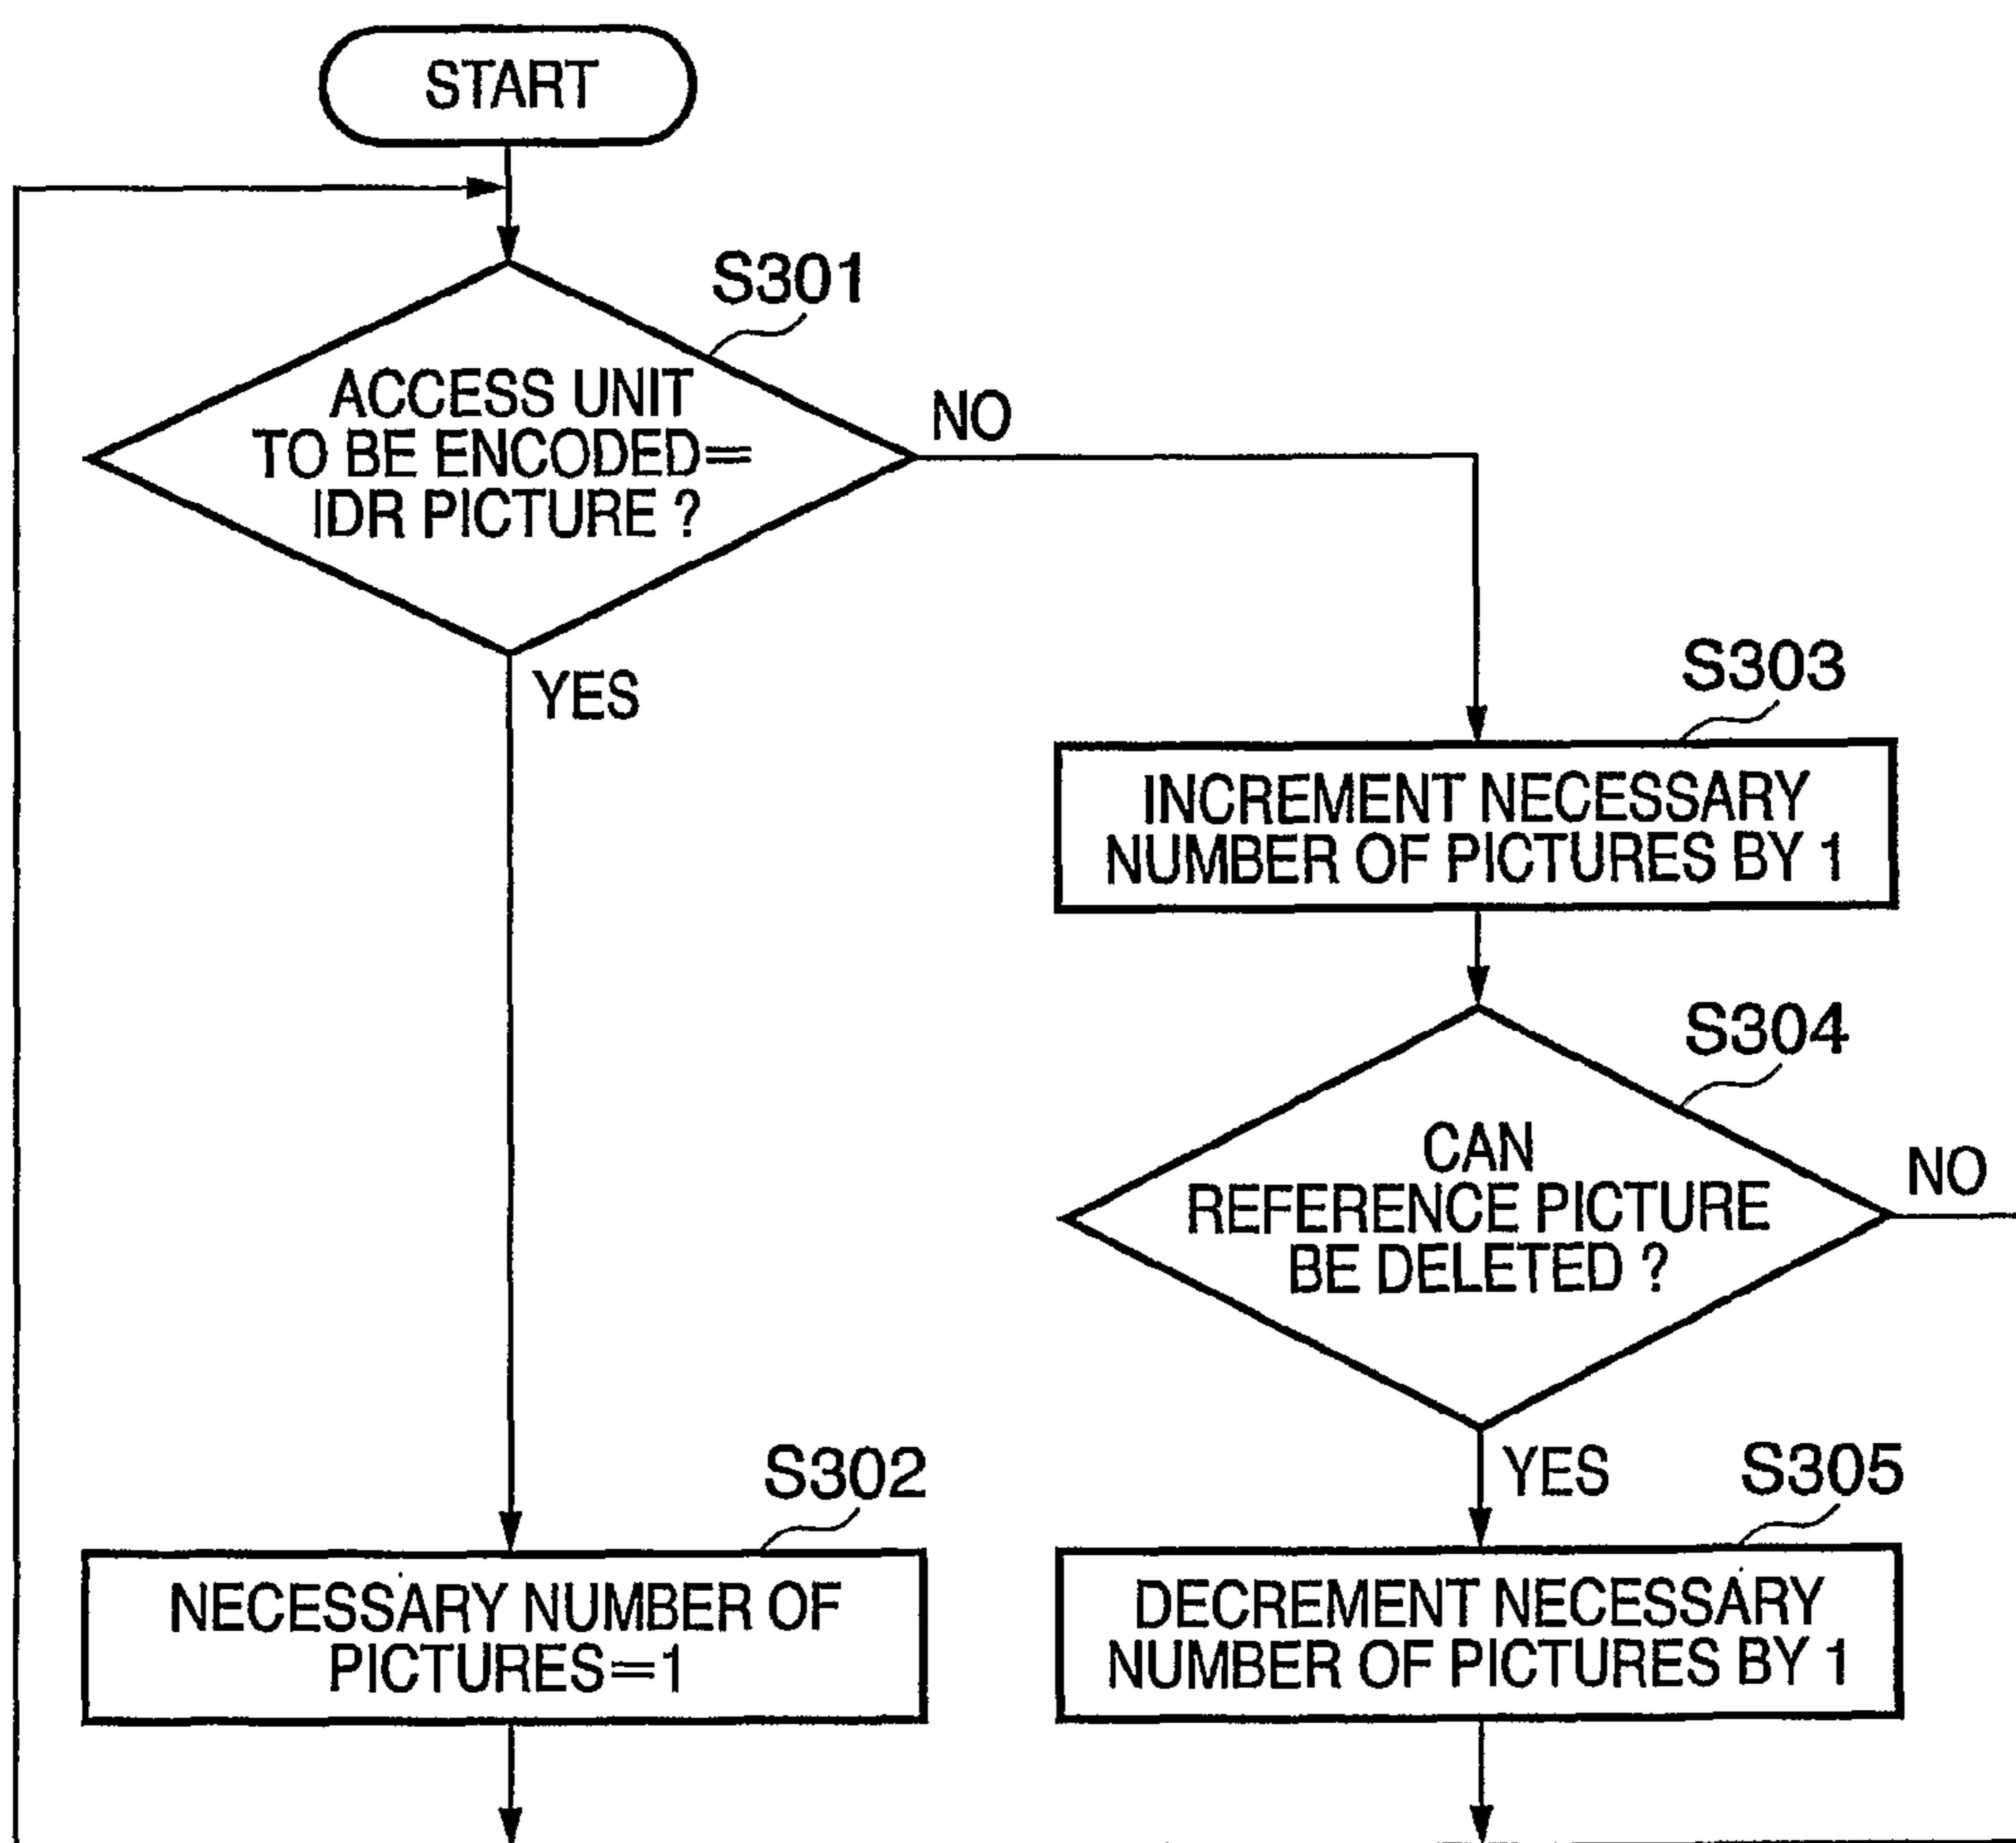 START
S301
ACCESS UNIT
TO BE ENCODED=
IDR PICTURE ?
NO
YES
S303
INCREMENT NECESSARY
NUMBER OF PICTURES BY 1
S304
CAN
REFERENCE PICTURE
BE DELETED ?
NO
YES
S302
NECESSARY NUMBER OF
PICTURES=1
S305
DECREMENT NECESSARY
NUMBER OF PICTURES BY 1